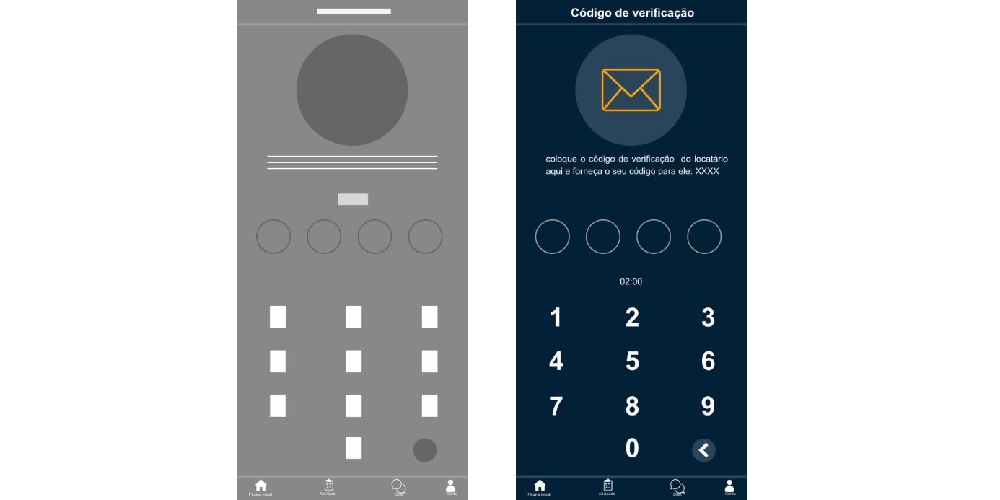 Código de verificação
coloque o código de verificação do locatário
aqui e forneça o seu código para ele: XXXX
02:00
1 2 3
4 5 6
7 8 9
0
Página inicial Atividade Chat Conta
Página inicial Atividade Chat Conta